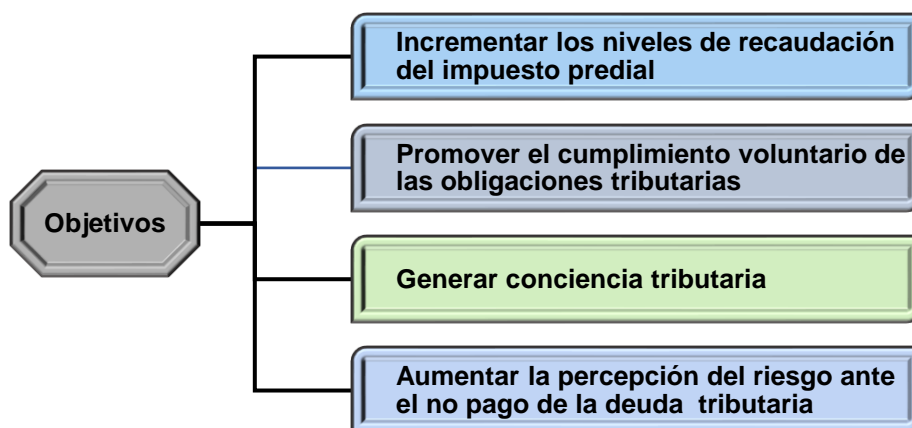 Objetivos
Incrementar los niveles de recaudación
del impuesto predial
Promover el cumplimiento voluntario de
las obligaciones tributarias
Generar conciencia tributaria
Aumentar la percepción del riesgo ante
el no pago de la deuda  tributaria